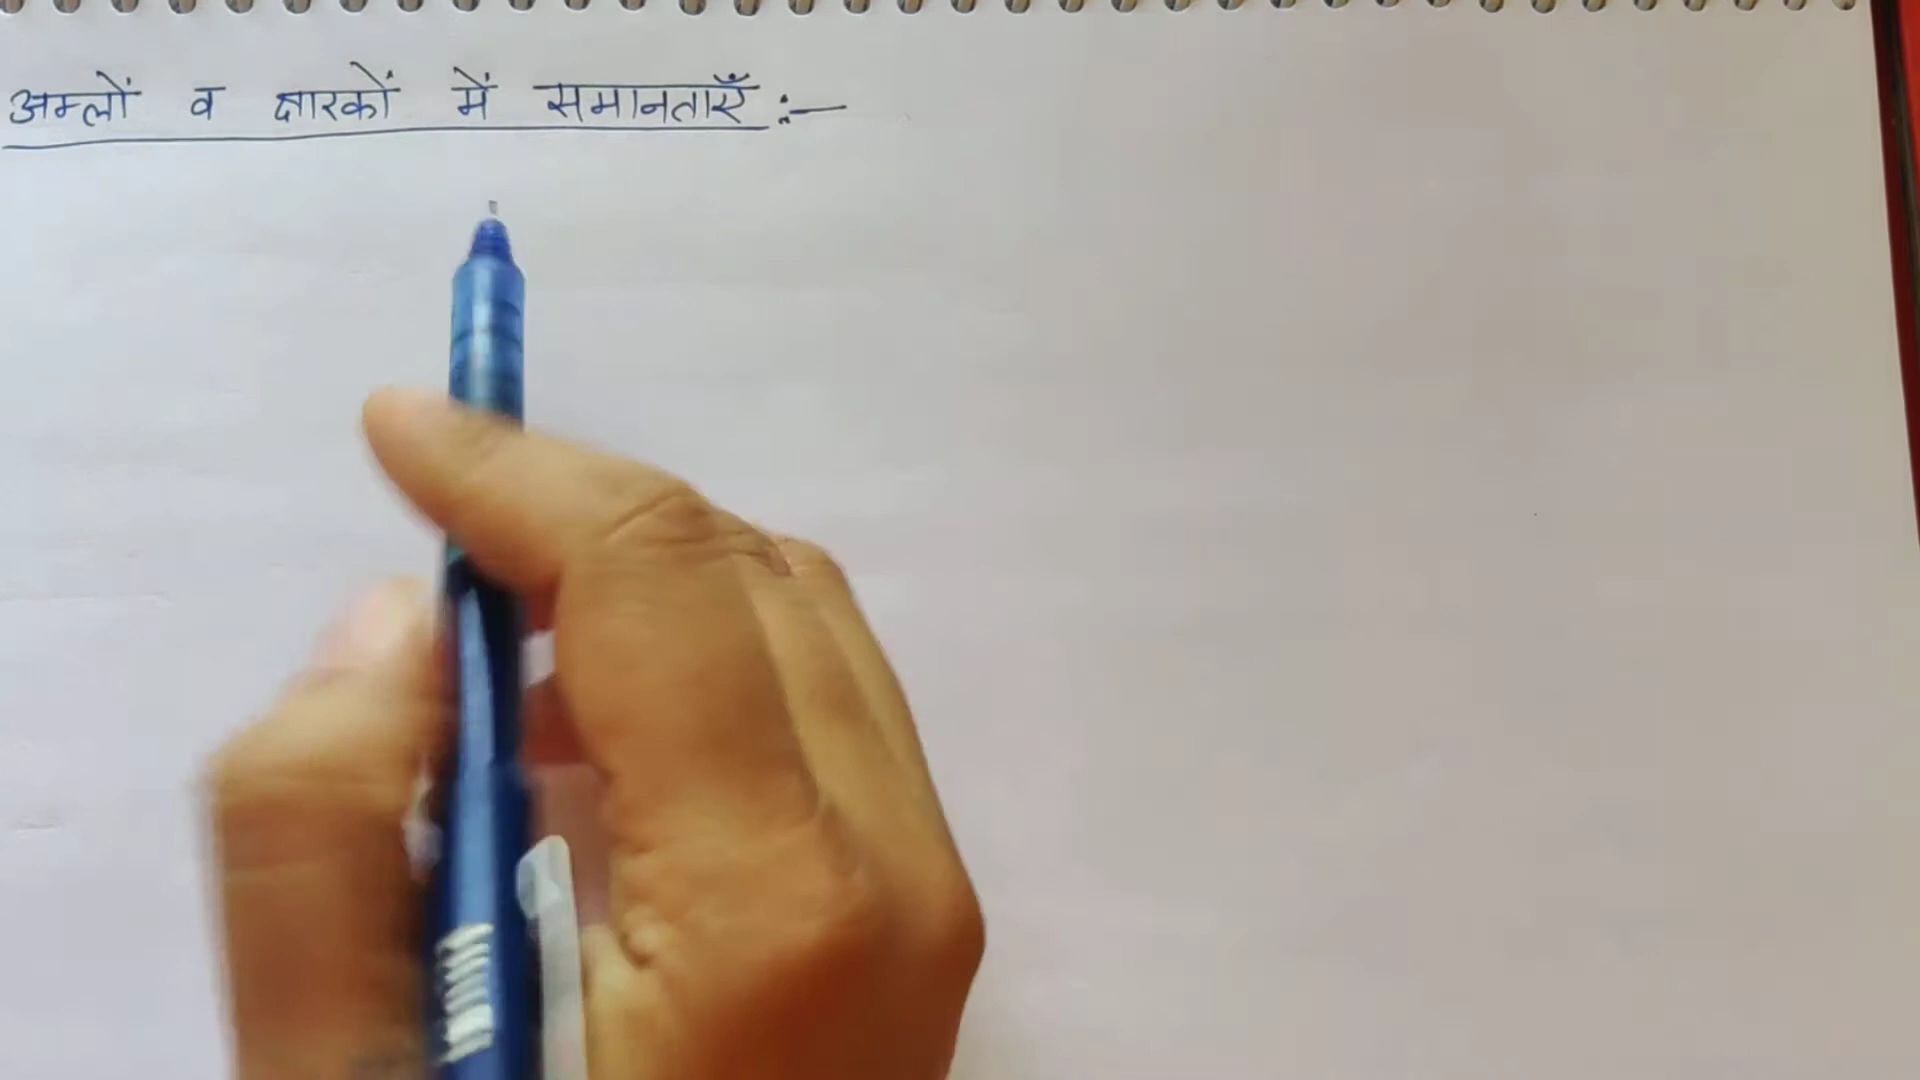 अम्लों व क्षारकों में समानताएँ :-